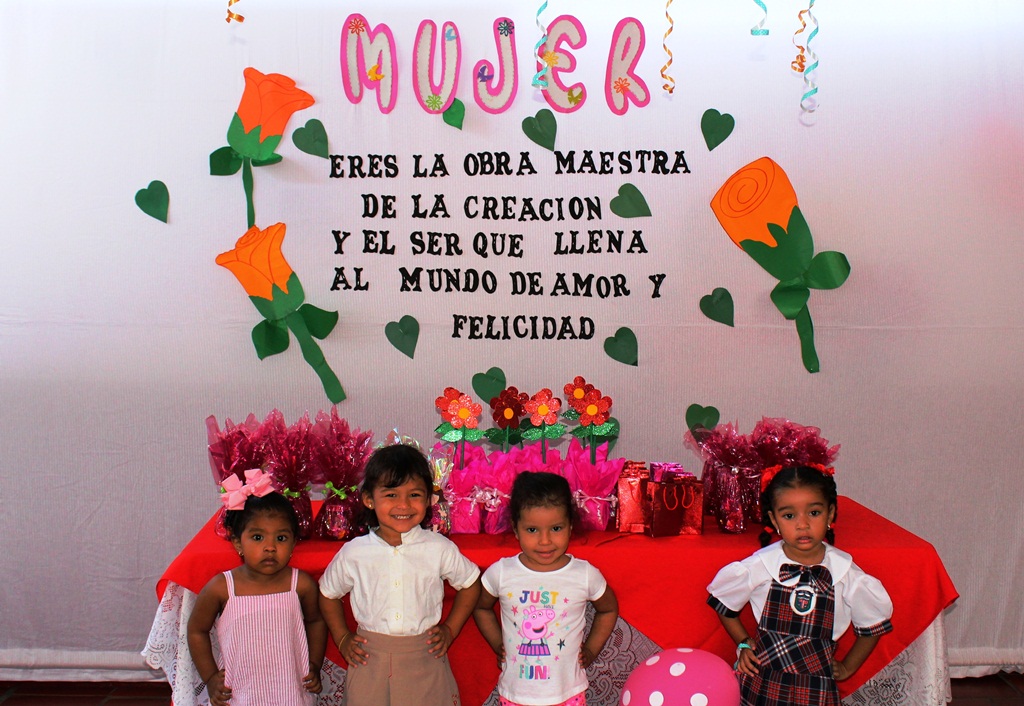 MUJER
ERES LA OBRA MAESTRA
DE LA CREACION
Y EL SER QUE LLENA
AL MUNDO DE AMOR Y
FELICIDAD
JUST
FUN.